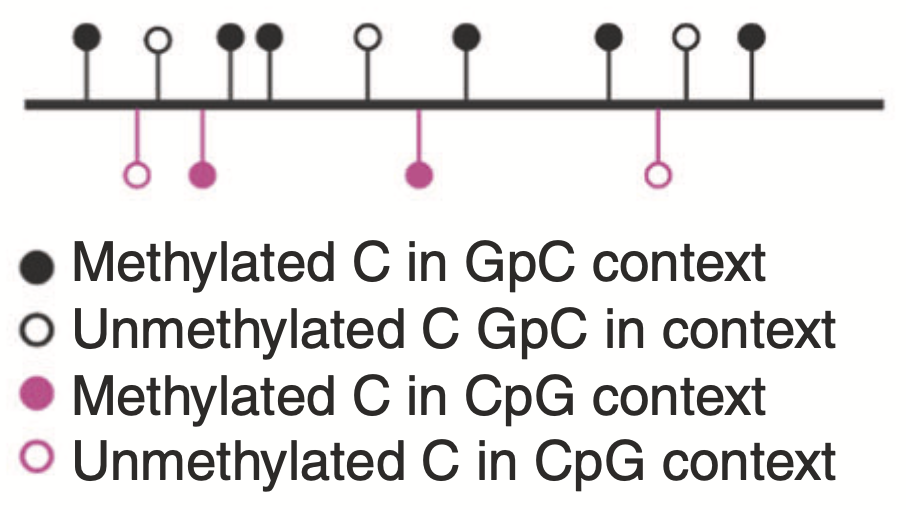 Methylated C in GpC context
Unmethylated C GpC in context
Methylated C in CpG context
Unmethylated C in CpG context